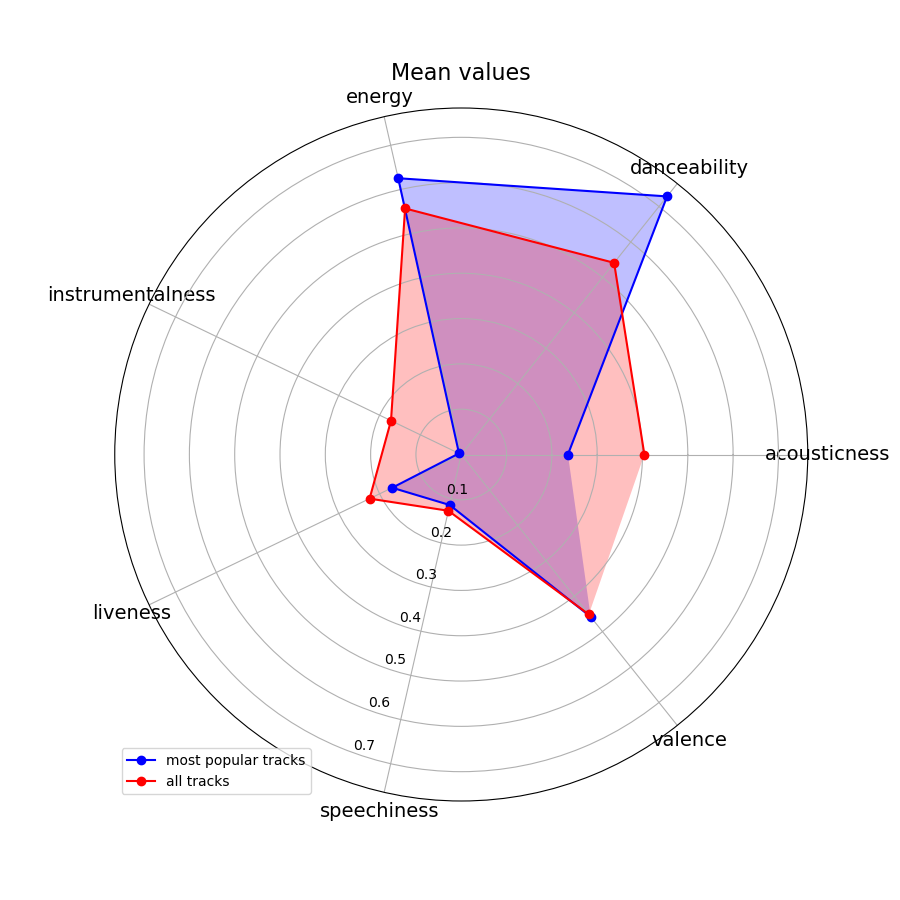 Mean values
energy
danceability
instrumentalness
acousticness
0.1
0.2
0.3
liveness
0.4
0.5
0.6
valence
0.7
most popular tracks
all tracks
speechiness